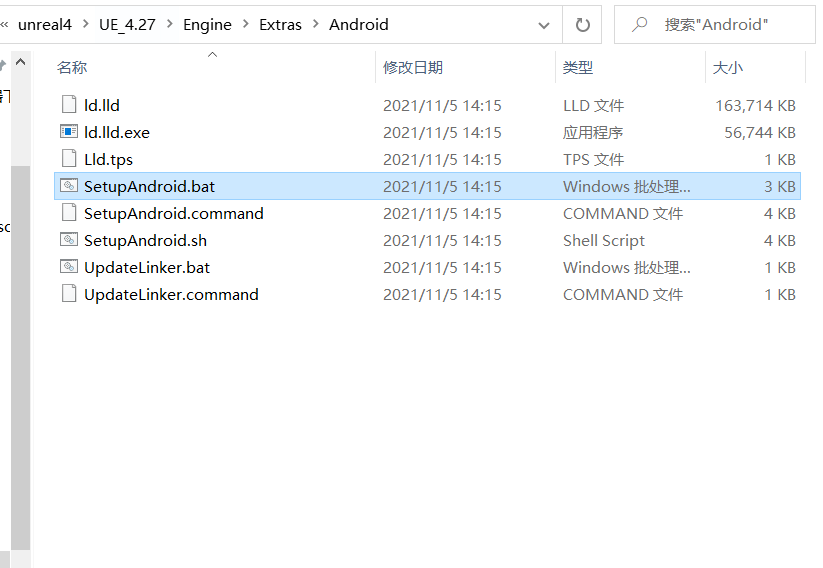 « unreal4 > UE_4.27 > Engine > Extras > Android
搜索"Android"
名称 修改日期 类型 大小
ld.lld 2021/11/5 14:15 LLD 文件 163,714 KB
ld.lld.exe 2021/11/5 14:15 应用程序 56,744 KB
Lld.tps 2021/11/5 14:15 TPS 文件 1 KB
SetupAndroid.bat 2021/11/5 14:15 Windows 批处理... 3 KB
SetupAndroid.command 2021/11/5 14:15 COMMAND 文件 4 KB
SetupAndroid.sh 2021/11/5 14:15 Shell Script 4 KB
UpdateLinker.bat 2021/11/5 14:15 Windows 批处理... 1 KB
UpdateLinker.command 2021/11/5 14:15 COMMAND 文件 1 KB